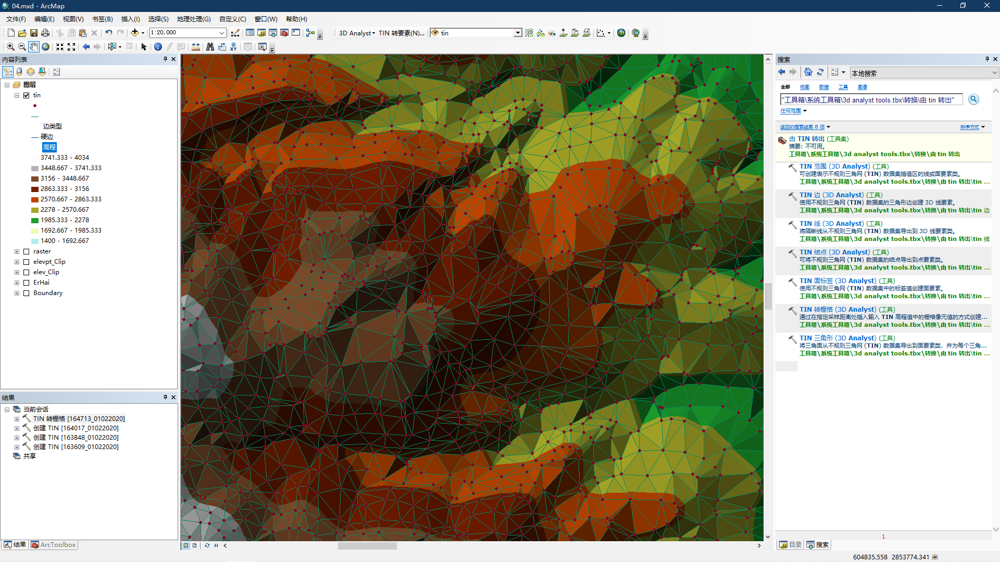 04.mxd - ArcMap
文件(F) 编辑(E) 视图(V) 书签(B) 插入(I) 选择(S) 地理处理(G) 自定义(C) 窗口(W) 帮助(H)
1:20,000
3D Analyst
TIN 转要素(N)...
tin
内容列表
图层
tin
边类型
硬边
高程
3741.333 - 4034
3448.667 - 3741.333
3156 - 3448.667
2863.333 - 3156
2570.667 - 2863.333
2278 - 2570.667
1985.333 - 2278
1692.667 - 1985.333
1400 - 1692.667
raster
elevpt_Clip
elev_Clip
ErHai
Boundary
结果
当前会话
TIN 转栅格 [164713_01022020]
创建 TIN [164017_01022020]
创建 TIN [163848_01022020]
创建 TIN [163609_01022020]
共享
结果 ArcToolbox
搜索
本地搜索
全部 地图 数据 工具 图像
"工具箱\系统工具箱\3d analyst tools.tbx\转换\由 tin 转出"
任何范围
返回的搜索结果 8 项 排序方式
由 TIN 转出 (工具集)
摘要: 不可用。
工具箱\系统工具箱\3d analyst tools.tbx\转换\由 tin 转出
TIN 范围 (3D Analyst) (工具)
可创建表示不规则三角网 (TIN) 数据集插值区的线或面要素类。
工具箱\系统工具箱\3d analyst tools.tbx\转换\由 tin 转出\tin ...
TIN 边 (3D Analyst) (工具)
使用不规则三角网 (TIN) 数据集的三角形边创建 3D 线要素。
工具箱\系统工具箱\3d analyst tools.tbx\转换\由 tin 转出\tin 边
TIN 线 (3D Analyst) (工具)
将隔断线从不规则三角网 (TIN) 数据集导出到 3D 线要素类。
工具箱\系统工具箱\3d analyst tools.tbx\转换\由 tin 转出\tin 线
TIN 结点 (3D Analyst) (工具)
可将不规则三角网 (TIN) 数据集的结点导出到点要素类。
工具箱\系统工具箱\3d analyst tools.tbx\转换\由 tin 转出\tin ...
TIN 面标签 (3D Analyst) (工具)
使用不规则三角网 (TIN) 数据集中的标签值创建面要素。
工具箱\系统工具箱\3d analyst tools.tbx\转换\由 tin 转出\tin ...
TIN 转栅格 (3D Analyst) (工具)
通过在指定采样距离处插入输入 TIN 高程值中的栅格像元值的方式创建...
工具箱\系统工具箱\3d analyst tools.tbx\转换\由 tin 转出\tin ...
TIN 三角形 (3D Analyst) (工具)
将三角面从不规则三角网 (TIN) 数据集导出到面要素类，并为每个三角...
工具箱\系统工具箱\3d analyst tools.tbx\转换\由 tin 转出\tin ...
1
目录 搜索
604835.558 2853774.341 米